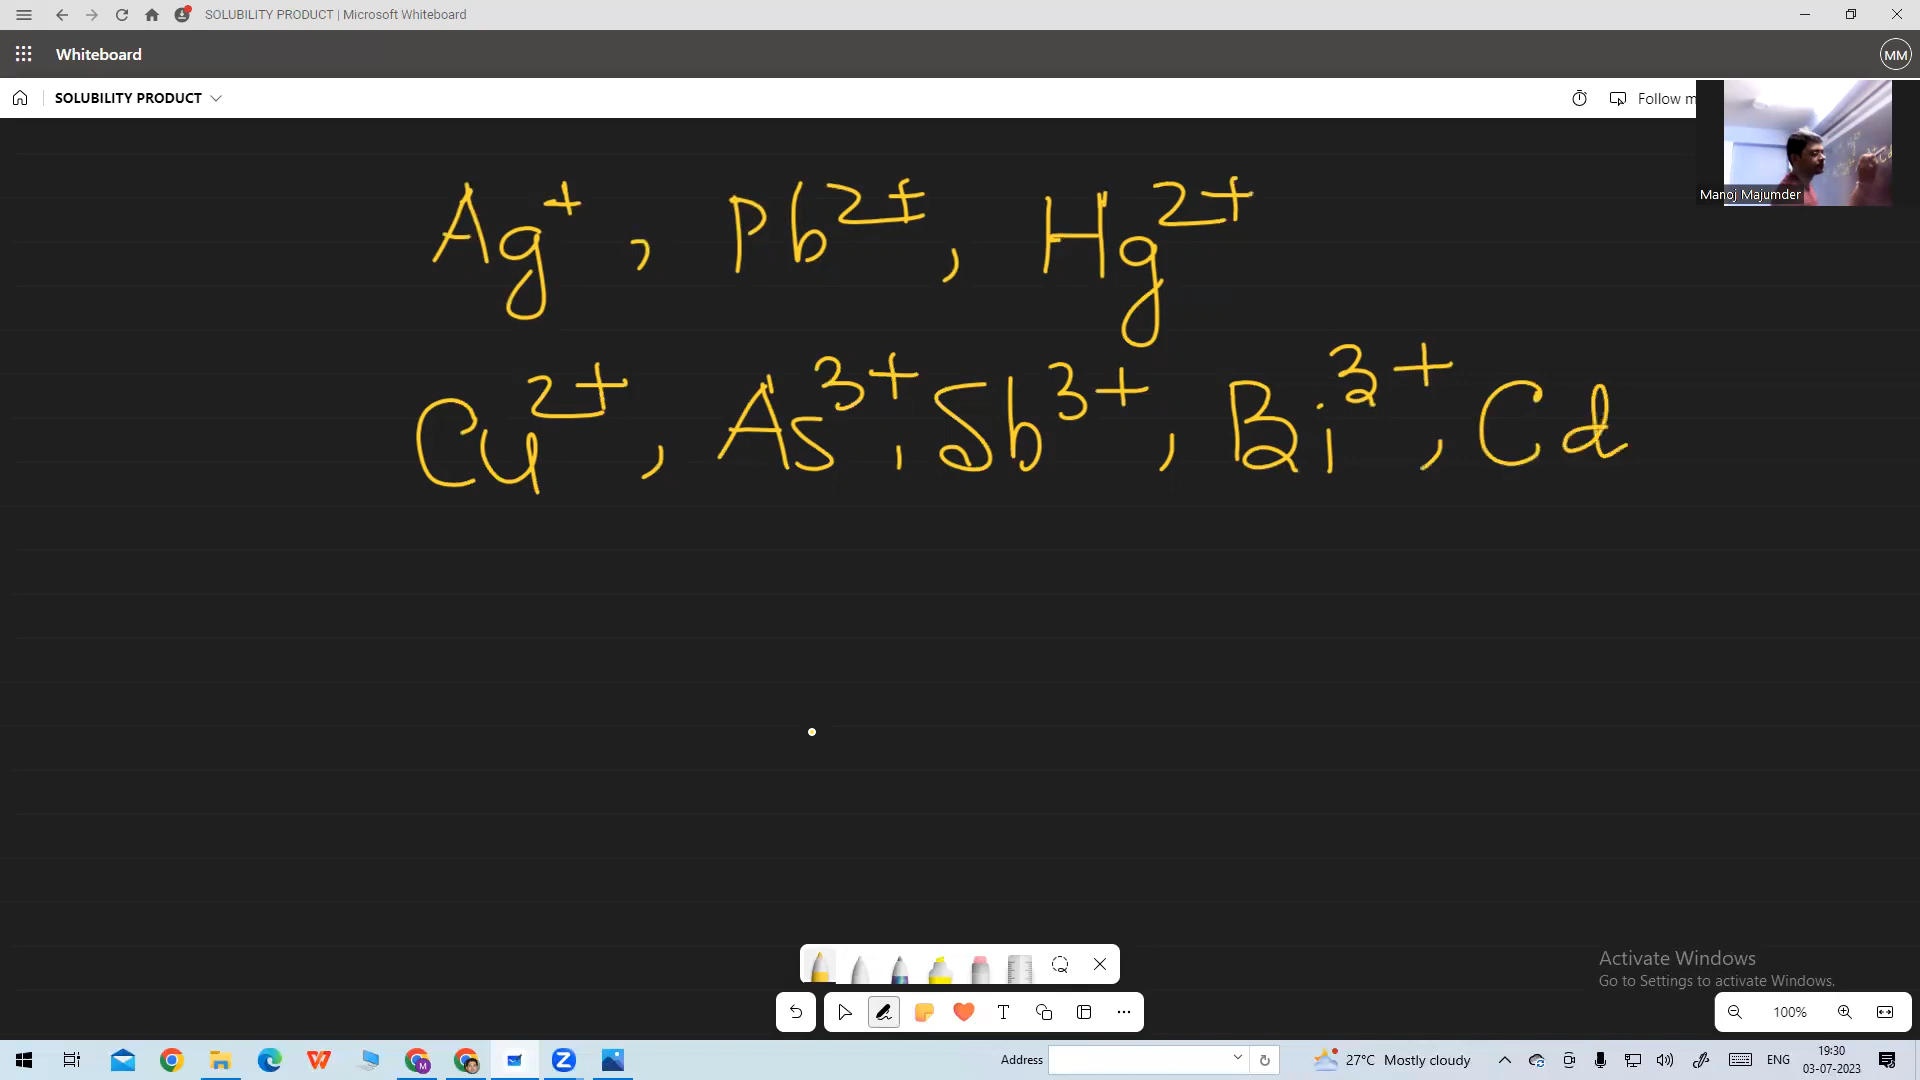 SOLUBILITY PRODUCT | Microsoft Whiteboard
Whiteboard
MM
SOLUBILITY PRODUCT
Follow m
Manoj Majumder
Ag⁺, Pb²⁺, Hg²⁺
Cu²⁺, As³⁺, Sb³⁺, Bi³⁺, Cd
Activate Windows
Go to Settings to activate Windows.
100%
Address
27°C Mostly cloudy
ENG
19:30
03-07-2023